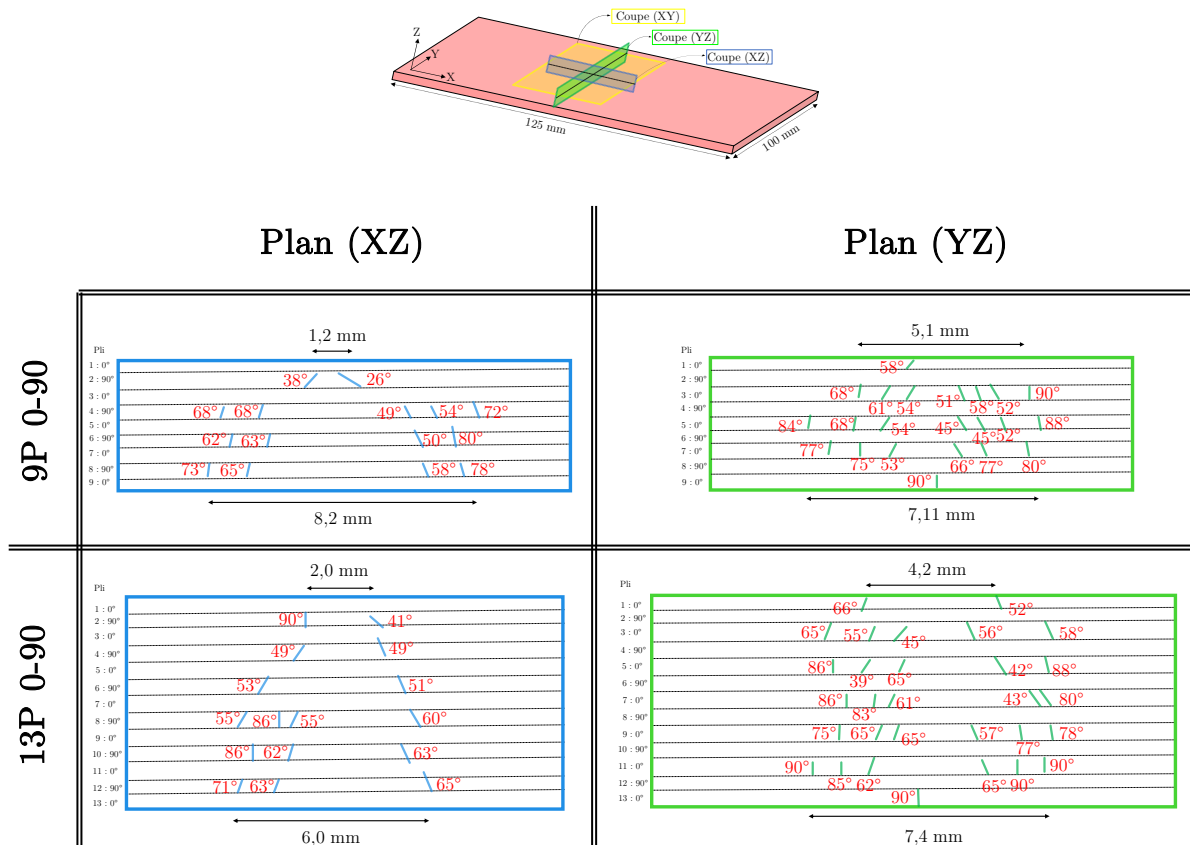 Coupe (XY)
Coupe (YZ)
Coupe (XZ)
Z
Y
X
125 mm
100 mm
Plan (XZ)
Plan (YZ)
9P 0-90
1,2 mm
Pli
1 : 0°
2 : 90°
3 : 0°
4 : 90°
5 : 0°
6 : 90°
7 : 0°
8 : 90°
9 : 0°
38° 26°
68° 68° 49° 54° 72°
62° 63° 50° 80°
73° 65° 58° 78°
8,2 mm
5,1 mm
Pli
1 : 0°
2 : 90°
3 : 0°
4 : 90°
5 : 0°
6 : 90°
7 : 0°
8 : 90°
9 : 0°
58°
68° 61° 54° 51° 58° 52° 90°
84° 68° 54° 45° 45° 52° 88°
77° 75° 53° 66° 77° 80°
90°
7,11 mm
13P 0-90
2,0 mm
Pli
1 : 0°
2 : 90°
3 : 0°
4 : 90°
5 : 0°
6 : 90°
7 : 0°
8 : 90°
9 : 0°
10 : 90°
11 : 0°
12 : 90°
13 : 0°
90° 41°
49° 49°
53° 51°
55° 86° 55° 60°
86° 62° 63°
71° 63° 65°
6,0 mm
4,2 mm
Pli
1 : 0°
2 : 90°
3 : 0°
4 : 90°
5 : 0°
6 : 90°
7 : 0°
8 : 90°
9 : 0°
10 : 90°
11 : 0°
12 : 90°
13 : 0°
66° 52°
65° 55° 45° 56° 58°
86° 39° 65° 42° 88°
86° 83° 61° 43° 80°
75° 65° 65° 57° 77° 78°
90° 85° 62° 65° 90° 90°
90°
7,4 mm